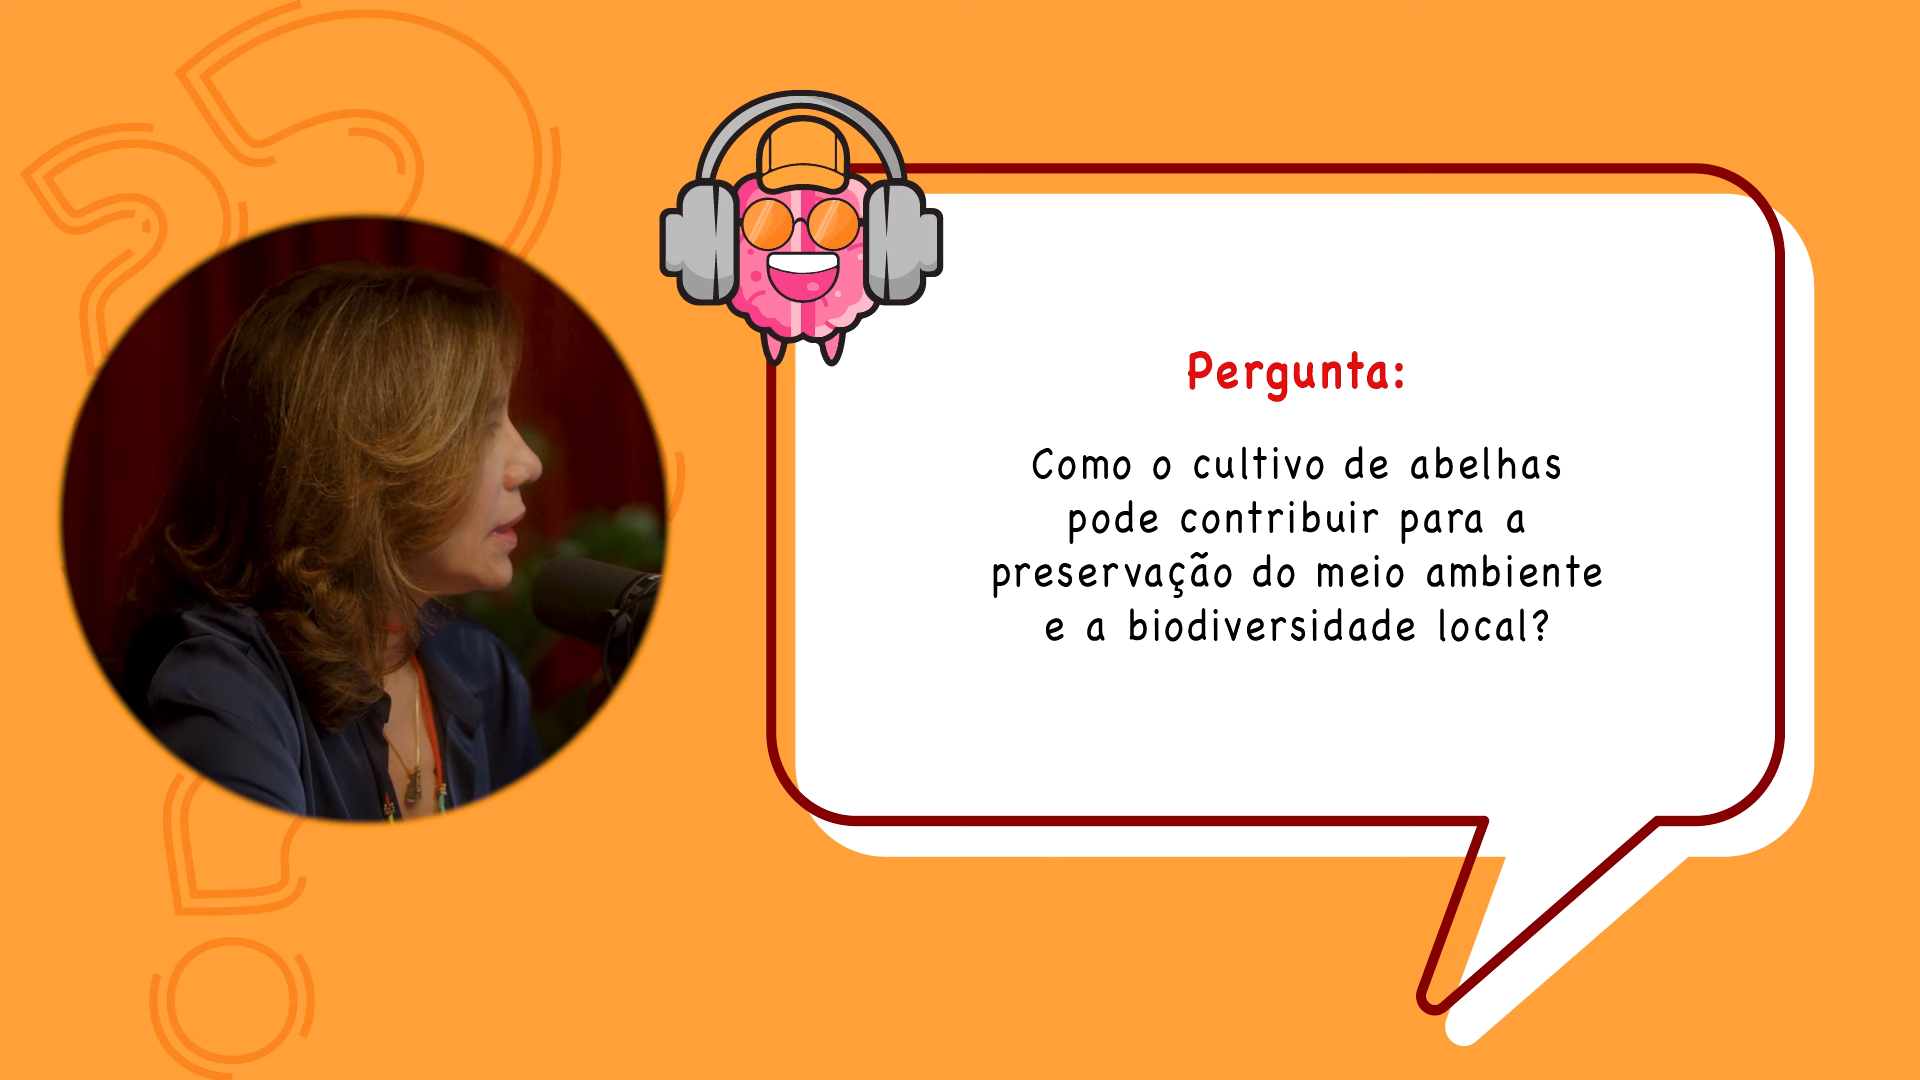 Pergunta:
Como o cultivo de abelhas
pode contribuir para a
preservação do meio ambiente
e a biodiversidade local?